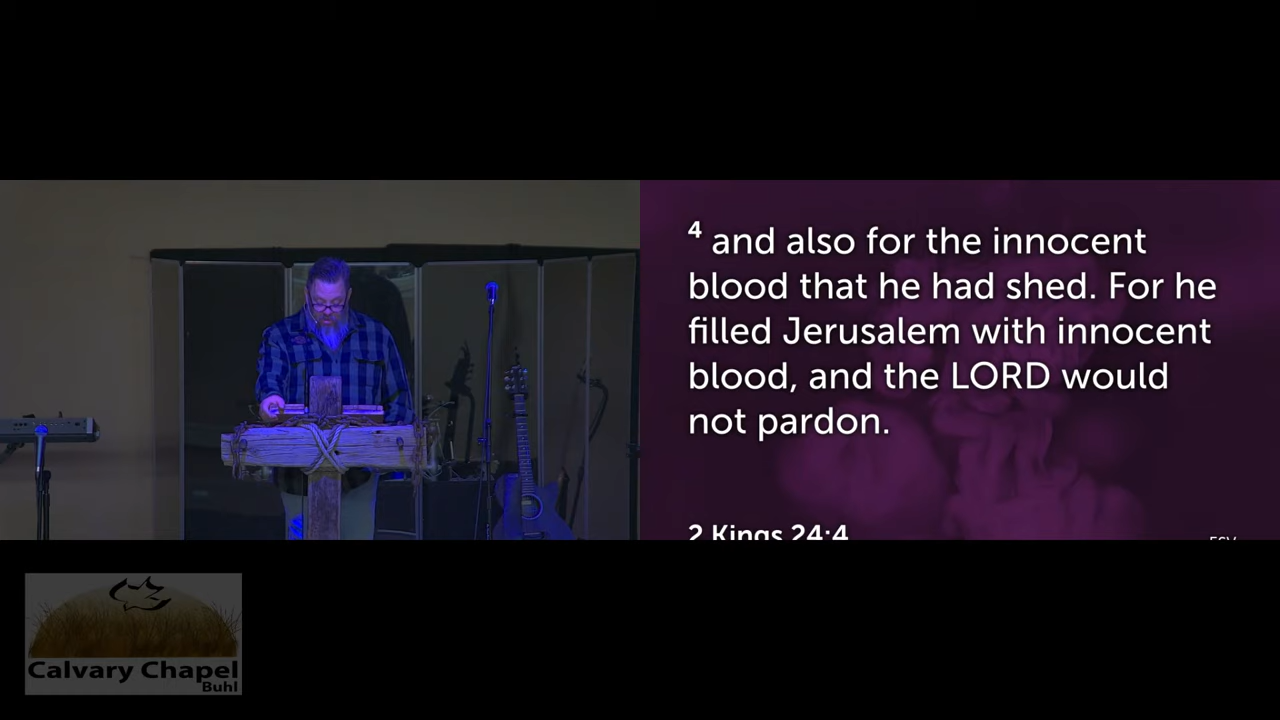 4 and also for the innocent
blood that he had shed. For he
filled Jerusalem with innocent
blood, and the LORD would
not pardon.
2 Kings 24:4
ESV
Calvary Chapel
Buhl